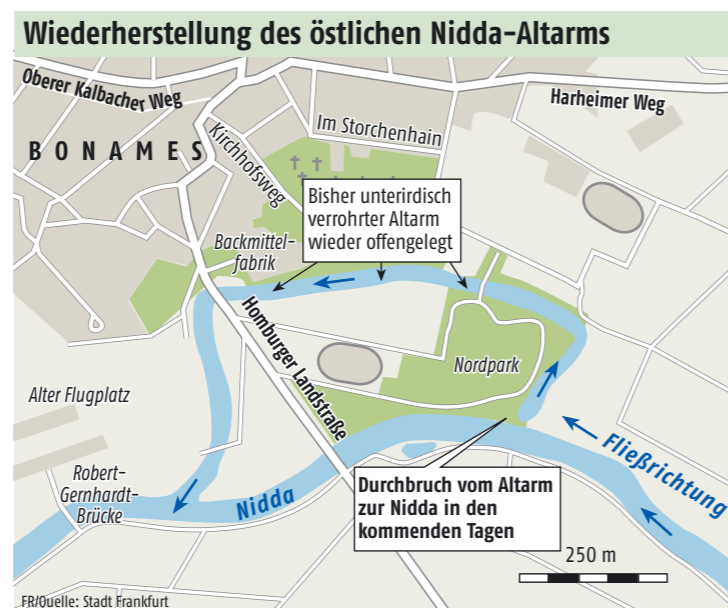 Wiederherstellung des östlichen Nidda-Altarms
Oberer Kalbacher Weg
Harheimer Weg
BONAMES
Im Storchenhain
Kirchhofsweg
Bisher unterirdisch
verrohrter Altarm
wieder offengelegt
Backmittel-
fabrik
Homburger Landstraße
Nordpark
Alter Flugplatz
Robert-
Gernhardt-
Brücke
Nidda
Fließrichtung
Durchbruch vom Altarm
zur Nidda in den
kommenden Tagen
250 m
FR/Quelle: Stadt Frankfurt